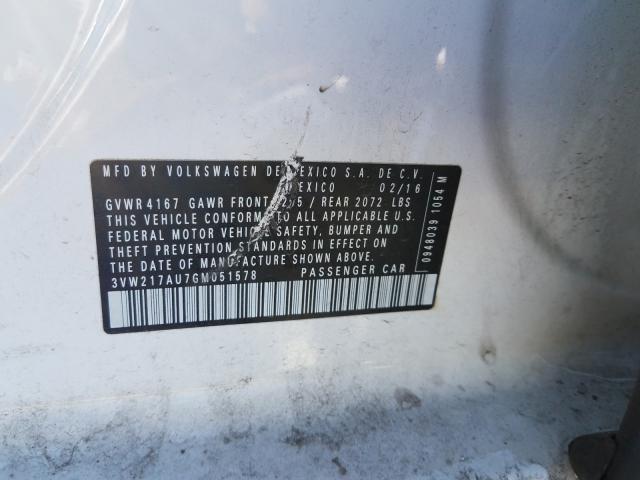 MFD BY VOLKSWAGEN DE MEXICO S.A. DE C.V.
MEXICO 02/16
GVWR 4167 GAWR FRONT / REAR 2072 LBS
THIS VEHICLE CONFORMS TO ALL APPLICABLE U.S.
FEDERAL MOTOR VEHICLE SAFETY, BUMPER AND
THEFT PREVENTION STANDARDS IN EFFECT ON
THE DATE OF MANUFACTURE SHOWN ABOVE.
3VW217AU7GM051578 PASSENGER CAR
0948039 1054 M